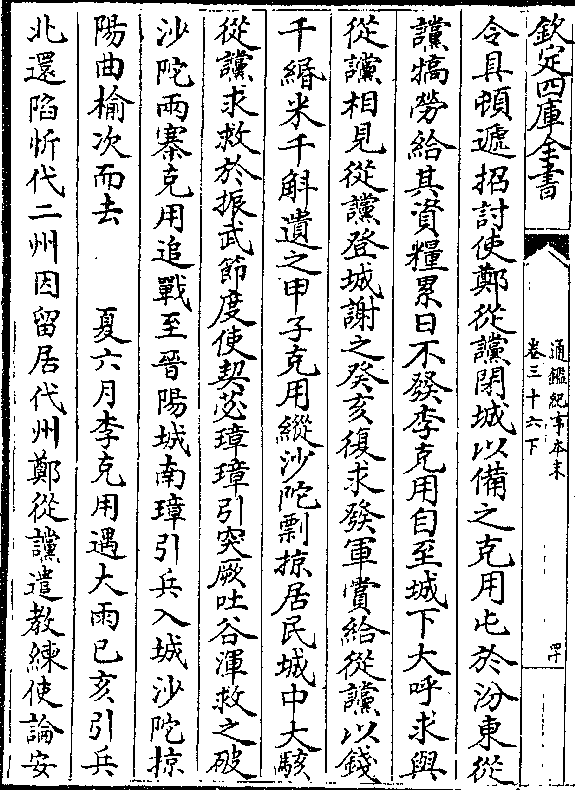 欽定四庫全書
通鑑紀事本末
卷三十六下
令具頓遞招討使鄭從讜閉城以備之克用屯於汾東從
讜犒勞給其資糧累日不發李克用自至城下大呼求與
從讜相見從讜登城謝之癸亥復求發軍賞給從讜以錢
千緡米千斛遺之甲子克用縱沙陀剽掠居民城中大駭
從讜求救於振武節度使契苾璋璋引突厥吐谷渾救之破
沙陀兩寨克用追戰至晉陽城南璋引兵入城沙陀掠
陽曲榆次而去　夏六月李克用遇大雨己亥引兵
北還陷忻代二州因留居代州鄭從讜遣教練使論安